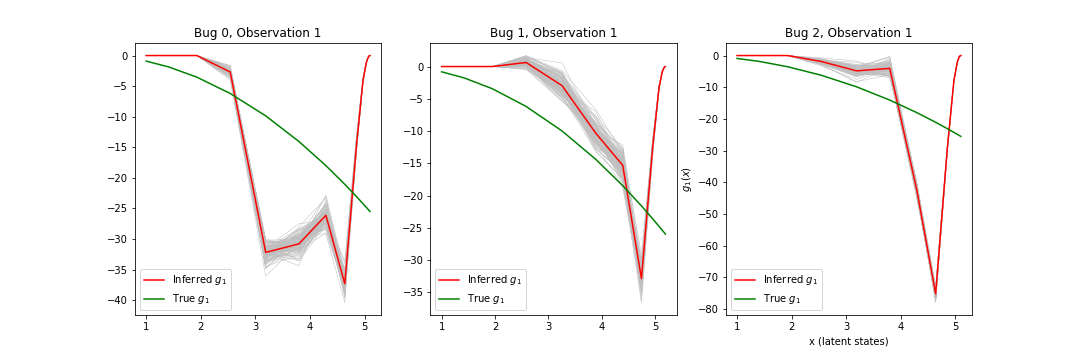 Bug 0, Observation 1
0
−5
−10
−15
−20
−25
−30
−35
−40
1 2 3 4 5
Inferred g₁
True g₁
Bug 1, Observation 1
0
−5
−10
−15
−20
−25
−30
−35
1 2 3 4 5
Inferred g₁
True g₁
Bug 2, Observation 1
g₁(x)
0
−10
−20
−30
−40
−50
−60
−70
−80
1 2 3 4 5
x (latent states)
Inferred g₁
True g₁